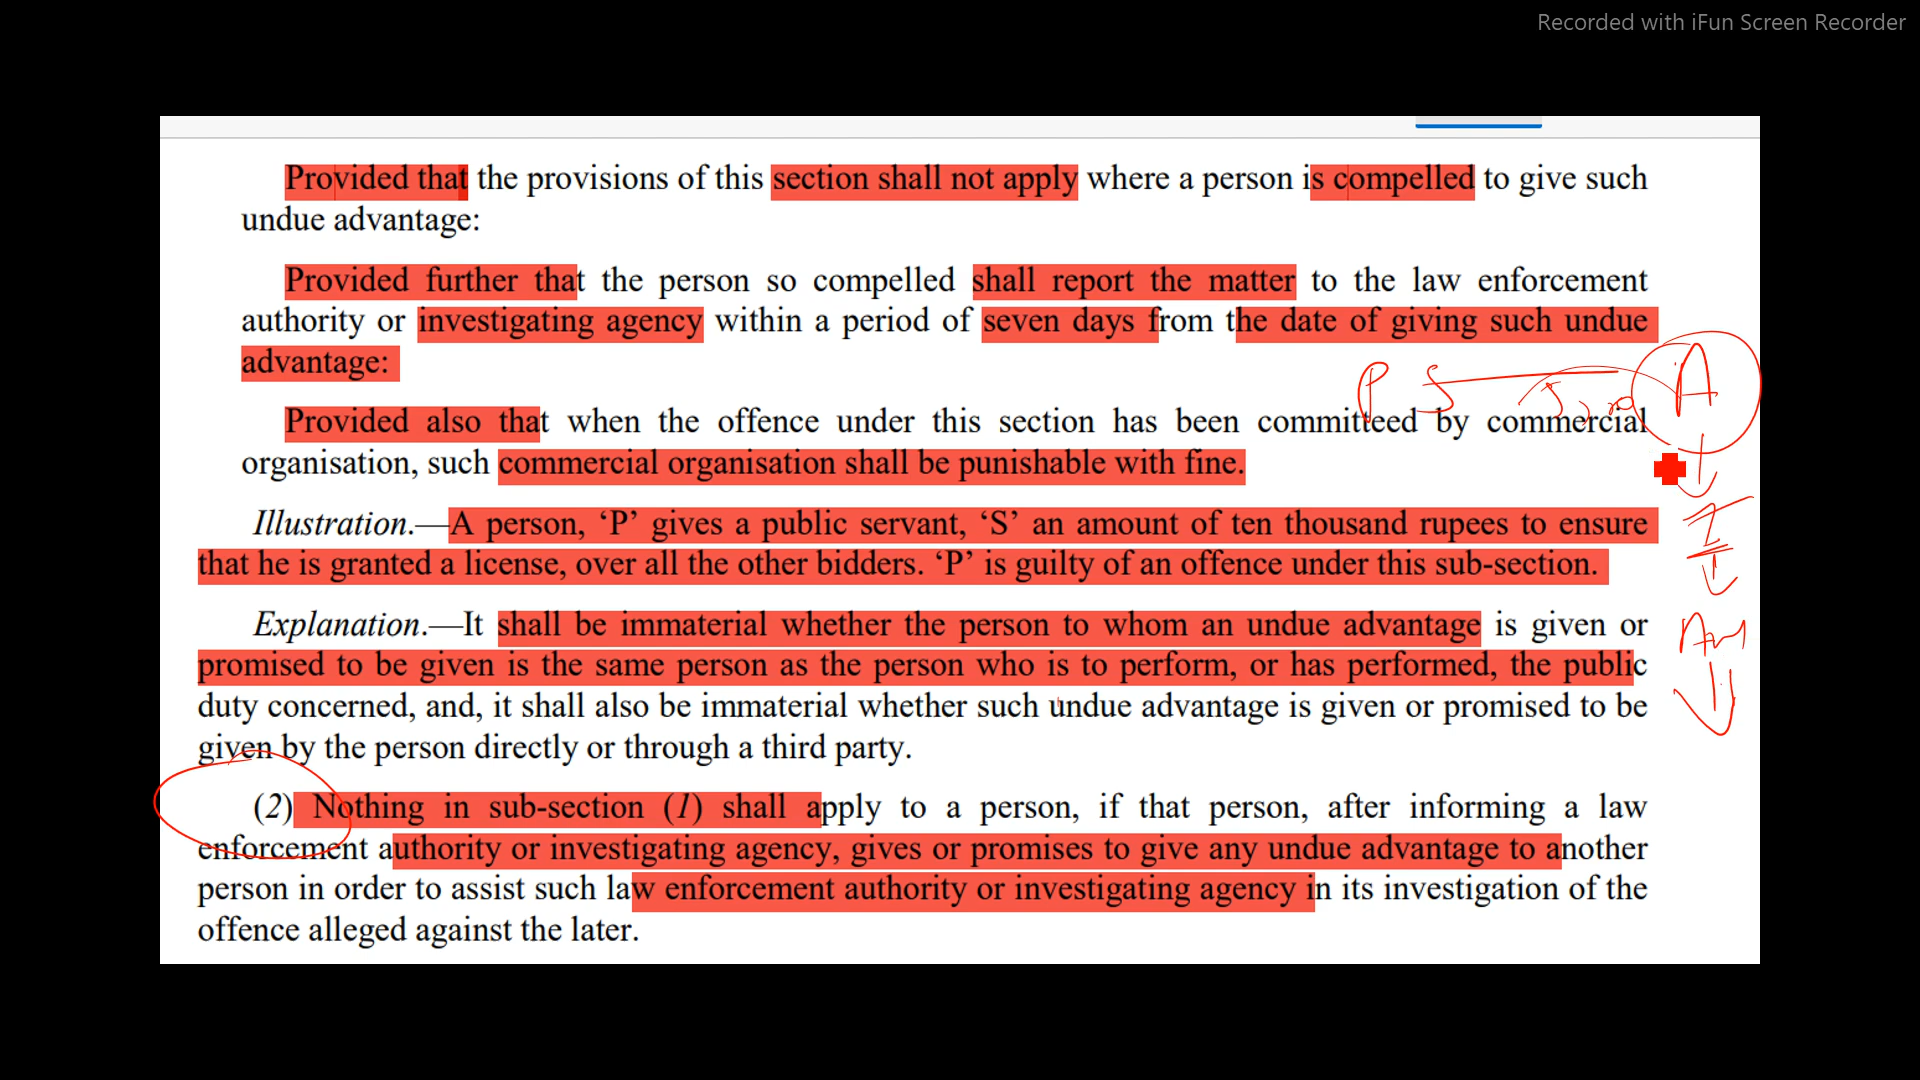 Recorded with iFun Screen Recorder
Provided that the provisions of this section shall not apply where a person is compelled to give such
undue advantage:
Provided further that the person so compelled shall report the matter to the law enforcement
authority or investigating agency within a period of seven days from the date of giving such undue
advantage:
P S A
Provided also that when the offence under this section has been committeed by commercial
organisation, such commercial organisation shall be punishable with fine.
Illustration.—A person, ‘P’ gives a public servant, ‘S’ an amount of ten thousand rupees to ensure
that he is granted a license, over all the other bidders. ‘P’ is guilty of an offence under this sub-section.
Explanation.—It shall be immaterial whether the person to whom an undue advantage is given or
promised to be given is the same person as the person who is to perform, or has performed, the public
duty concerned, and, it shall also be immaterial whether such undue advantage is given or promised to be
given by the person directly or through a third party.
(2) Nothing in sub-section (1) shall apply to a person, if that person, after informing a law
enforcement authority or investigating agency, gives or promises to give any undue advantage to another
person in order to assist such law enforcement authority or investigating agency in its investigation of the
offence alleged against the later.